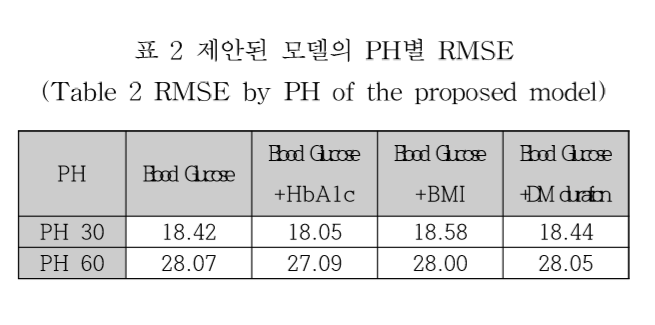 표 2 제안된 모델의 PH별 RMSE
(Table 2 RMSE by PH of the proposed model)
PH Blood Glucose Blood Glucose +HbA1c Blood Glucose +BMI Blood Glucose +DM duration
PH 30 18.42 18.05 18.58 18.44
PH 60 28.07 27.09 28.00 28.05